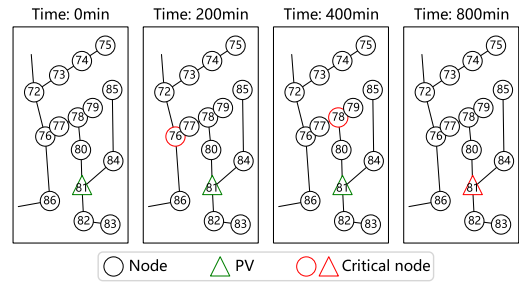 Time: 0min Time: 200min Time: 400min Time: 800min
75 75 75 75
74 74 74 74
73 73 73 73
72 85 72 85 72 85 72 85
79 79 79 79
78 78 78 78
77 77 77 77
76 76 76 76
80 80 80 80
84 84 84 84
81 81 81 81
86 86 86 86
82 83 82 83 82 83 82 83
Node PV Critical node